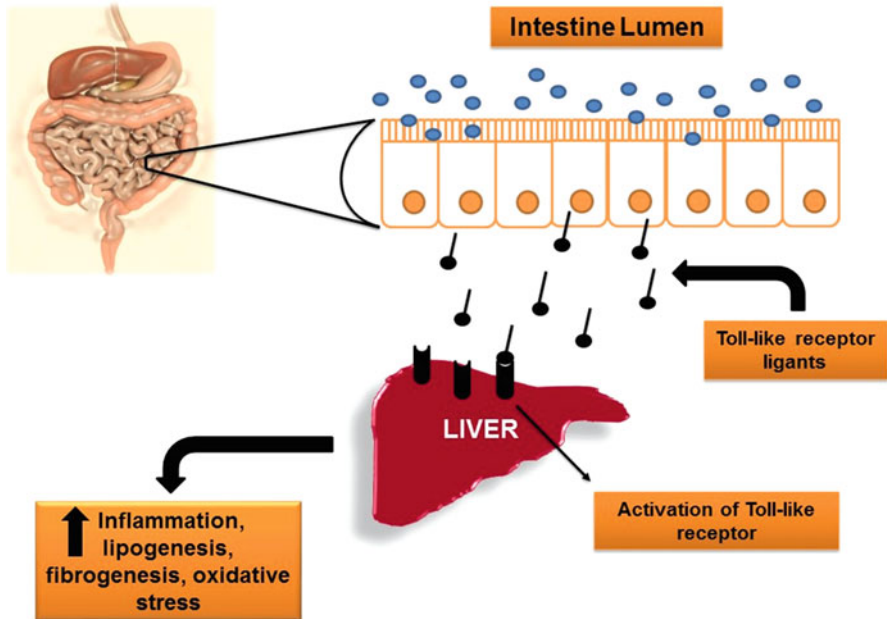 Intestine Lumen
Toll-like receptor
ligants
LIVER
Activation of Toll-like
receptor
Inflammation,
lipogenesis,
fibrogenesis, oxidative
stress